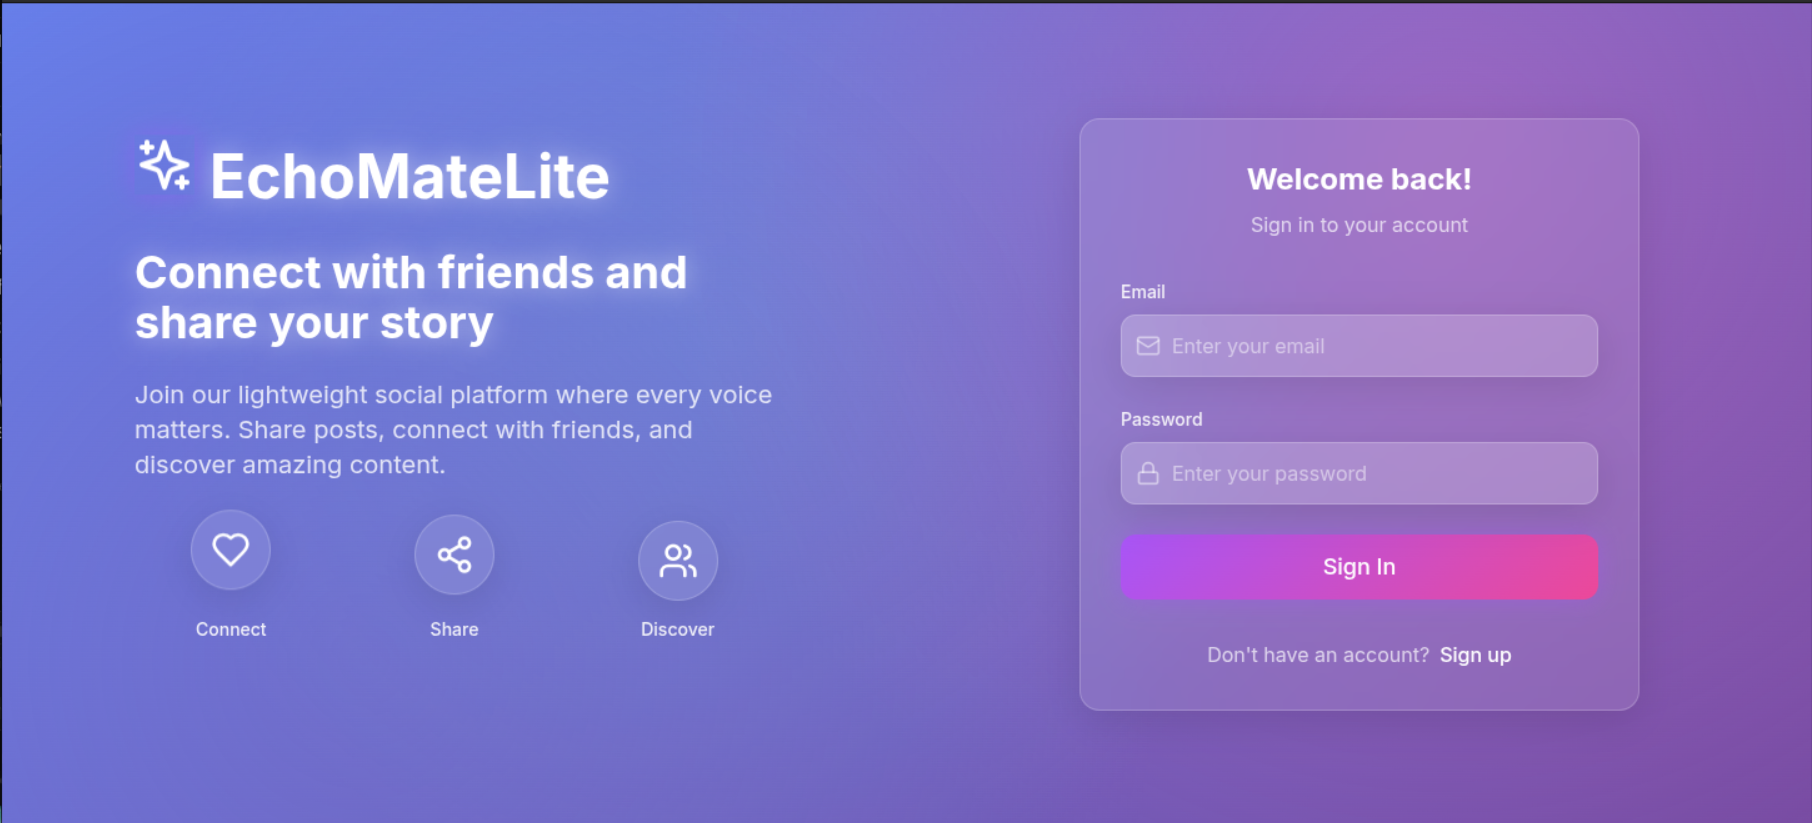 EchoMateLite
Connect with friends and
share your story
Join our lightweight social platform where every voice
matters. Share posts, connect with friends, and
discover amazing content.
Connect
Share
Discover
Welcome back!
Sign in to your account
Email
Enter your email
Password
Enter your password
Sign In
Don't have an account? Sign up